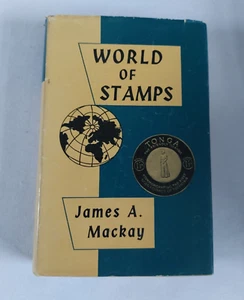 WORLD
OF
STAMPS
TONGA
James A.
Mackay